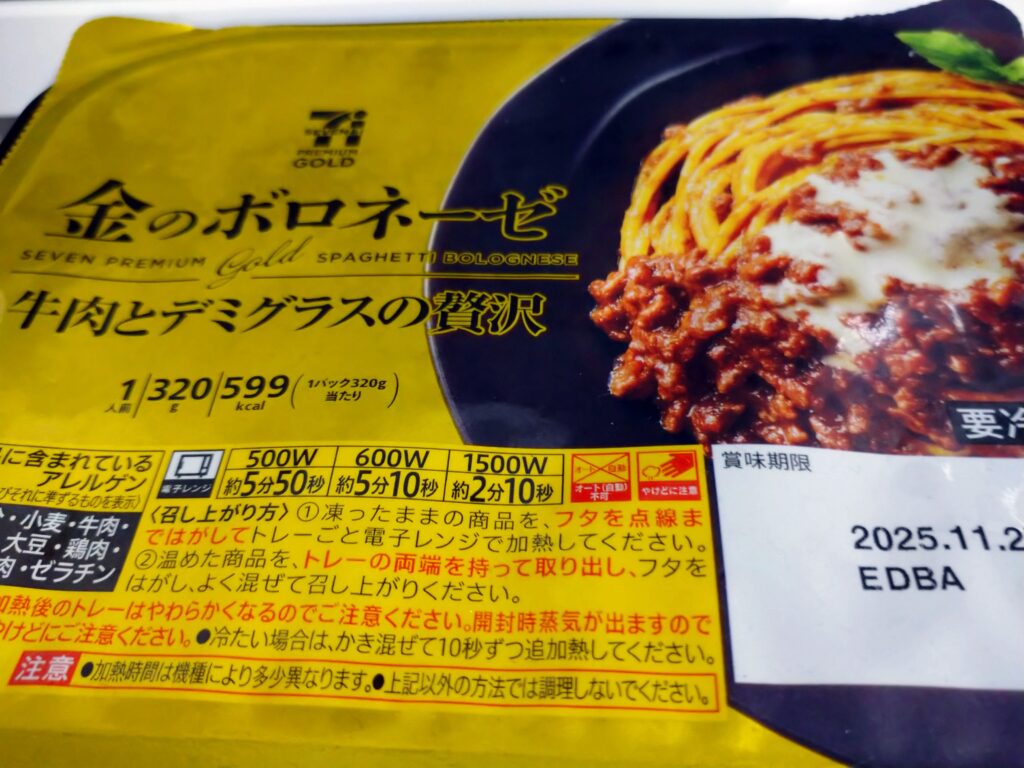 SEVEN&i
PREMIUM
GOLD
金のボロネーゼ
SEVEN PREMIUM Gold SPAGHETTI BOLOGNESE
牛肉とデミグラスの贅沢
1人前 320g 599kcal (1パック320g当たり)
要冷
賞味期限
2025.11.2
EDBA
に含まれている
アレルゲン
びそれに準ずるものを表示)
・小麦・牛肉・
大豆・鶏肉・
肉・ゼラチン
電子レンジ
500W 600W 1500W
約5分50秒 約5分10秒 約2分10秒
オート(自動)不可
やけどに注意
〈召し上がり方〉①凍ったままの商品を、フタを点線ま
ではがしてトレーごと電子レンジで加熱してください。
②温めた商品を、トレーの両端を持って取り出し、フタを
はがし、よく混ぜて召し上がりください。
加熱後のトレーはやわらかくなるのでご注意ください。開封時蒸気が出ますので
やけどにご注意ください。●冷たい場合は、かき混ぜて10秒ずつ追加熱してください。
注意 ●加熱時間は機種により多少異なります。●上記以外の方法では調理しないでください。